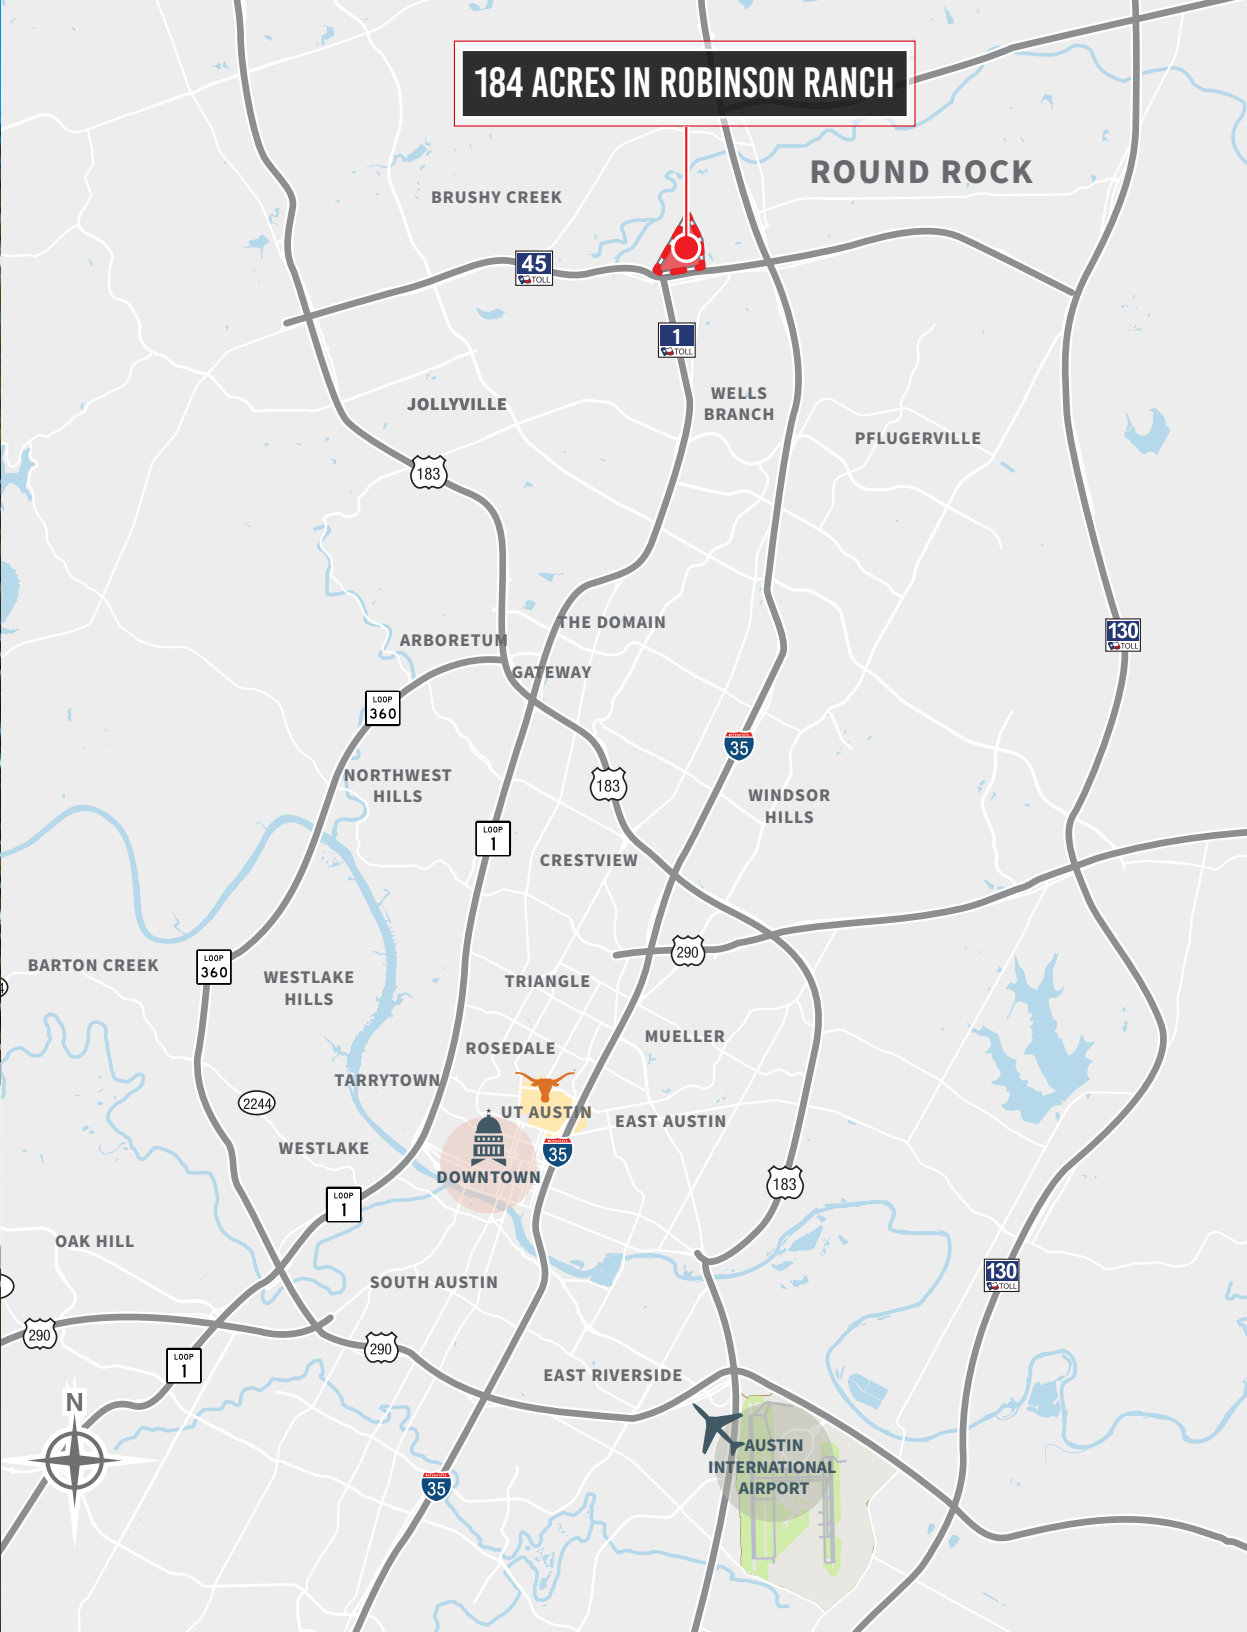 184 ACRES IN ROBINSON RANCH
ROUND ROCK
BRUSHY CREEK
45
TOLL
1
TOLL
WELLS
BRANCH
JOLLYVILLE
PFLUGERVILLE
183
THE DOMAIN
ARBORETUM
130
TOLL
GATEWAY
LOOP
360
35
NORTHWEST
HILLS
183
WINDSOR
HILLS
LOOP
1
CRESTVIEW
290
BARTON CREEK
LOOP
360
WESTLAKE
HILLS
TRIANGLE
MUELLER
ROSEDALE
TARRYTOWN
2244
UT AUSTIN
EAST AUSTIN
WESTLAKE
35
DOWNTOWN
183
LOOP
1
OAK HILL
SOUTH AUSTIN
130
TOLL
290
290
LOOP
1
EAST RIVERSIDE
N
AUSTIN
INTERNATIONAL
AIRPORT
35